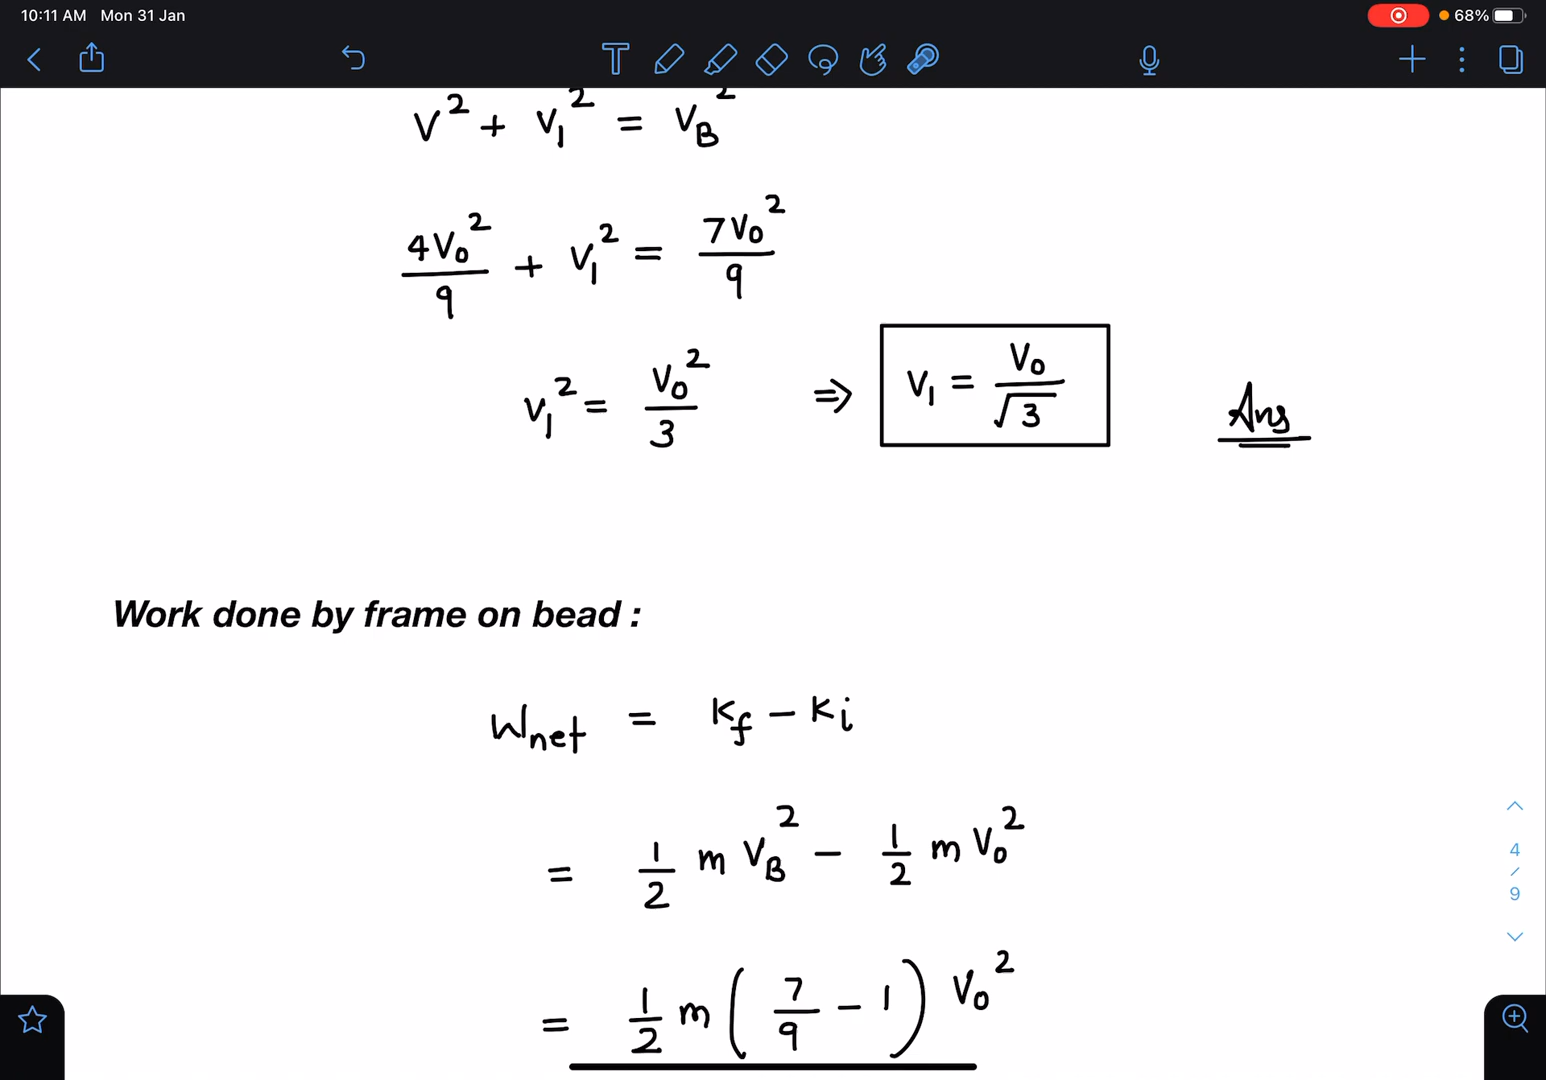 10:11 AM Mon 31 Jan 68%
V² + v₁² = v_B²
4v₀²/9 + v₁² = 7v₀²/9
v₁² = v₀²/3 ⇒ v₁ = v₀/√3 Ans
Work done by frame on bead :
W_net = K_f − K_i
= 1/2 m v_B² − 1/2 m v₀²
= 1/2 m (7/9 − 1) v₀²
4
/
9